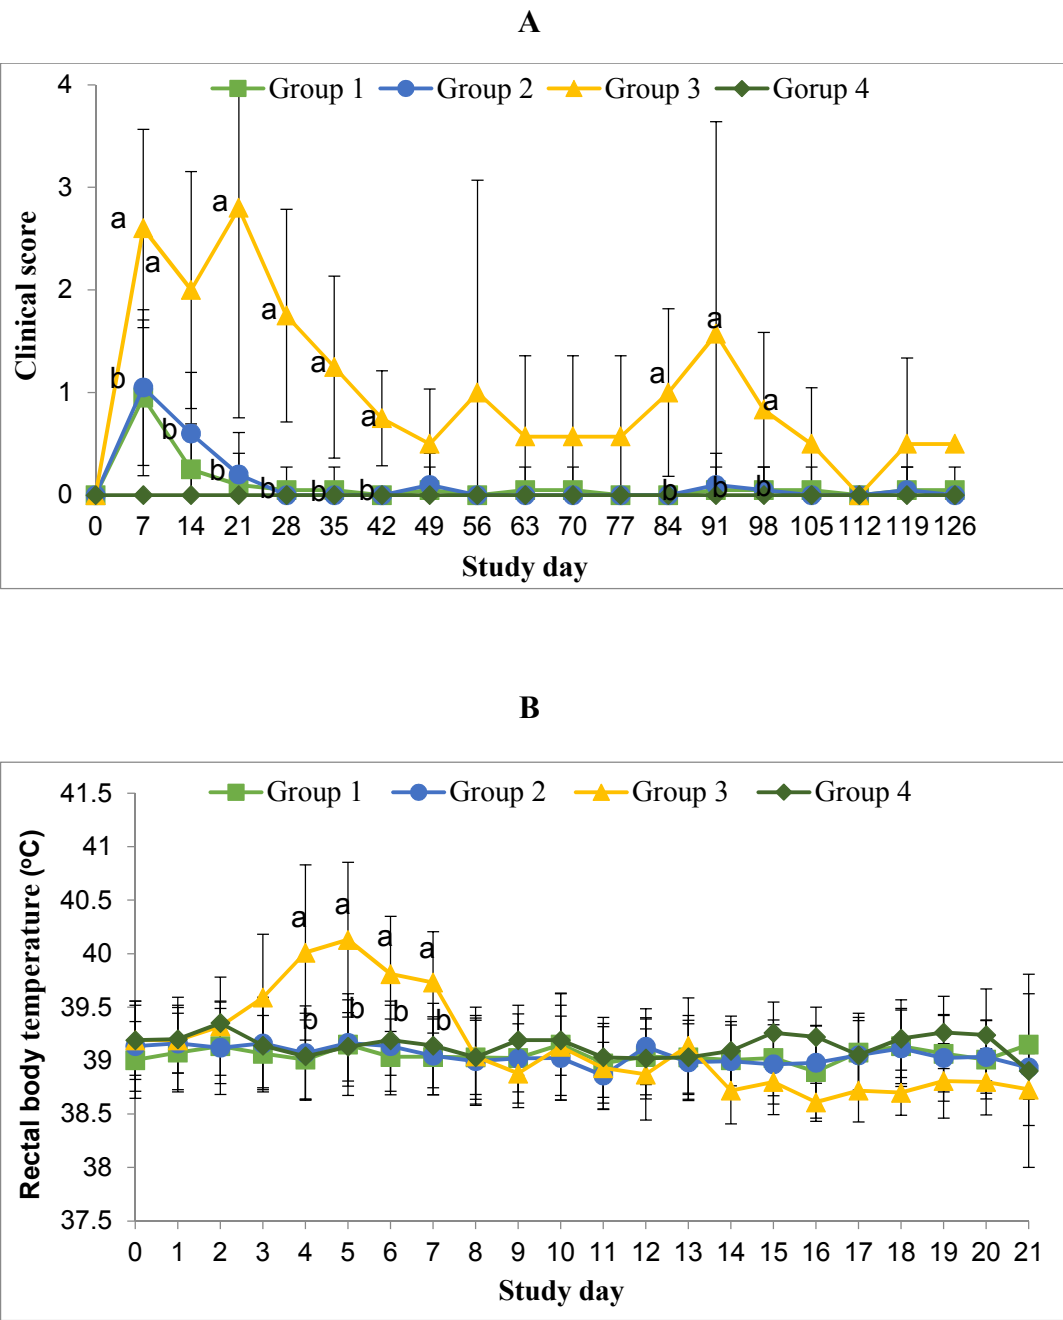 A
Group 1 Group 2 Group 3 Gorup 4
4
3
2
1
0
Clinical score
a
a
a
a
a
a
a
a
a
b
b
b
b
b
b
b
b
b
0 7 14 21 28 35 42 49 56 63 70 77 84 91 98 105 112 119 126
Study day
B
Group 1 Group 2 Group 3 Group 4
41.5
41
40.5
40
39.5
39
38.5
38
37.5
Rectal body temperature (ºC)
a
a
a
a
b
b
b
b
0 1 2 3 4 5 6 7 8 9 10 11 12 13 14 15 16 17 18 19 20 21
Study day